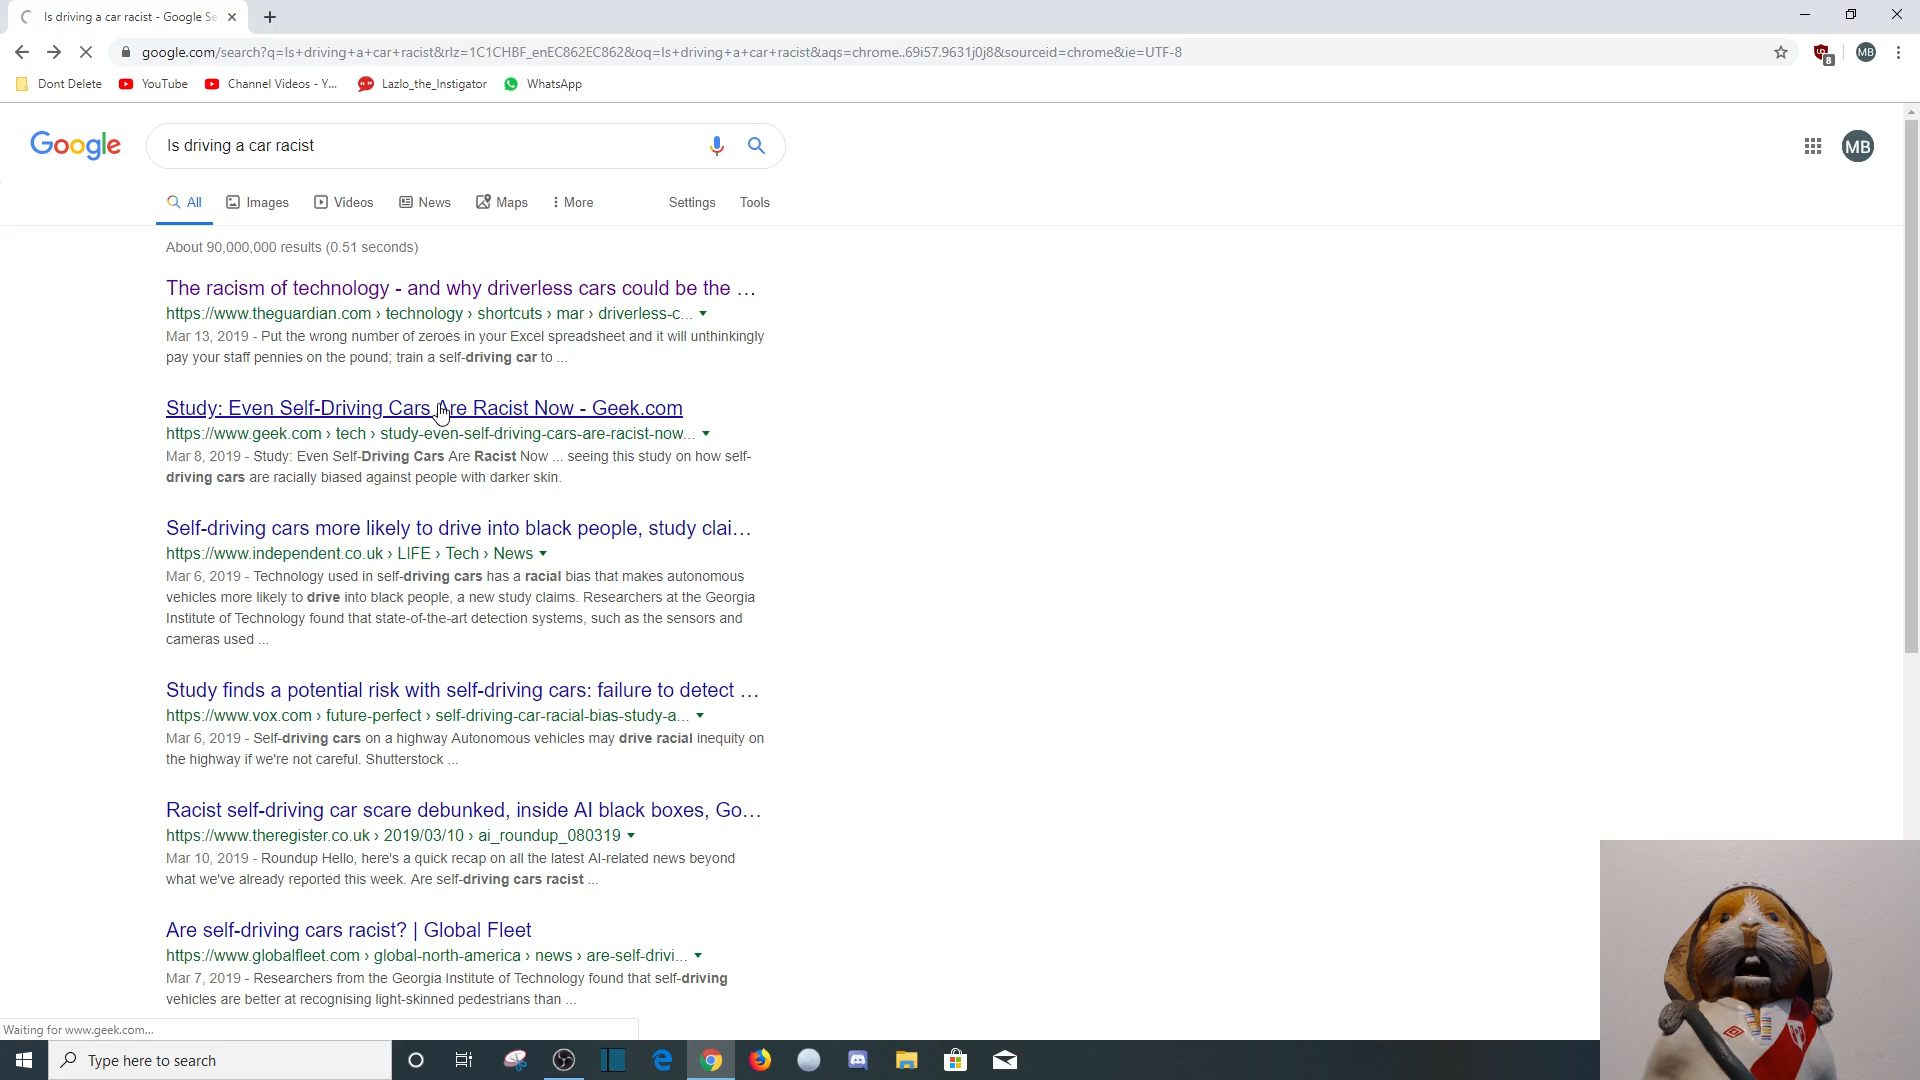 Is driving a car racist - Google Se
google.com/search?q=Is+driving+a+car+racist&rlz=1C1CHBF_enEC862EC862&oq=Is+driving+a+car+racist&aqs=chrome..69i57.9631j0j8&sourceid=chrome&ie=UTF-8
8
MB
Dont Delete
YouTube
Channel Videos - Y...
Lazlo_the_Instigator
WhatsApp
Google
Is driving a car racist
MB
All
Images
Videos
News
Maps
More
Settings
Tools
About 90,000,000 results (0.51 seconds)
The racism of technology - and why driverless cars could be the ...
https://www.theguardian.com › technology › shortcuts › mar › driverless-c...
Mar 13, 2019 - Put the wrong number of zeroes in your Excel spreadsheet and it will unthinkingly
pay your staff pennies on the pound; train a self-driving car to ...
Study: Even Self-Driving Cars Are Racist Now - Geek.com
https://www.geek.com › tech › study-even-self-driving-cars-are-racist-now...
Mar 8, 2019 - Study: Even Self-Driving Cars Are Racist Now ... seeing this study on how self-
driving cars are racially biased against people with darker skin.
Self-driving cars more likely to drive into black people, study clai...
https://www.independent.co.uk › LIFE › Tech › News
Mar 6, 2019 - Technology used in self-driving cars has a racial bias that makes autonomous
vehicles more likely to drive into black people, a new study claims. Researchers at the Georgia
Institute of Technology found that state-of-the-art detection systems, such as the sensors and
cameras used ...
Study finds a potential risk with self-driving cars: failure to detect ...
https://www.vox.com › future-perfect › self-driving-car-racial-bias-study-a...
Mar 6, 2019 - Self-driving cars on a highway Autonomous vehicles may drive racial inequity on
the highway if we're not careful. Shutterstock ...
Racist self-driving car scare debunked, inside AI black boxes, Go...
https://www.theregister.co.uk › 2019/03/10 › ai_roundup_080319
Mar 10, 2019 - Roundup Hello, here's a quick recap on all the latest AI-related news beyond
what we've already reported this week. Are self-driving cars racist ...
Are self-driving cars racist? | Global Fleet
https://www.globalfleet.com › global-north-america › news › are-self-drivi...
Mar 7, 2019 - Researchers from the Georgia Institute of Technology found that self-driving
vehicles are better at recognising light-skinned pedestrians than ...
Waiting for www.geek.com...
Type here to search